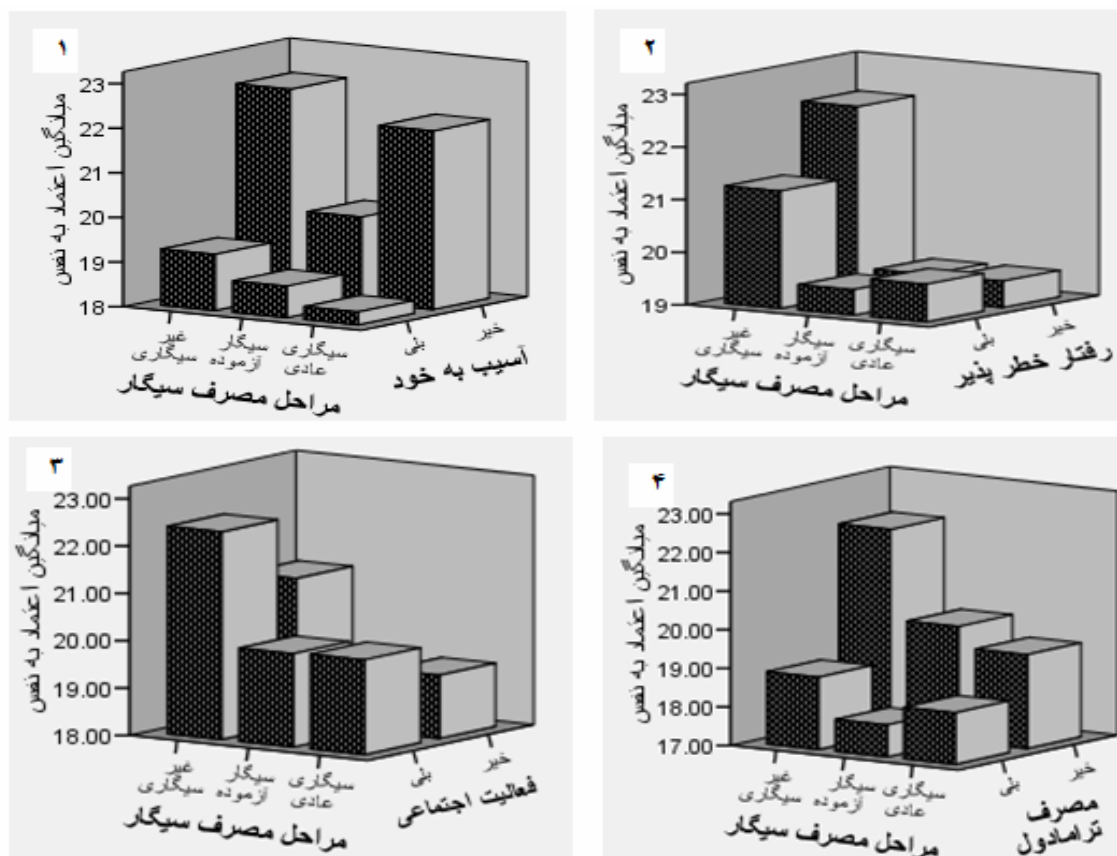 ۱
میانگین اعتماد به نفس
23
22
21
20
19
18
غیر
سیگاری
سیگار
ازموده
سیگاری
عادی
مراحل مصرف سیگار
بلی
خیر
آسیب به خود
۲
میانگین اعتماد به نفس
23
22
21
20
19
غیر
سیگاری
سیگار
ازموده
سیگاری
عادی
مراحل مصرف سیگار
بلی
خیر
رفتار خطر پذیر
۳
میانگین اعتماد به نفس
23.00
22.00
21.00
20.00
19.00
18.00
غیر
سیگاری
سیگار
ازموده
سیگاری
عادی
مراحل مصرف سیگار
بلی
خیر
فعالیت اجتماعی
۴
میانگین اعتماد به نفس
23.00
22.00
21.00
20.00
19.00
18.00
17.00
غیر
سیگاری
سیگار
ازموده
سیگاری
عادی
مراحل مصرف سیگار
بلی
خیر
مصرف
ترامادول